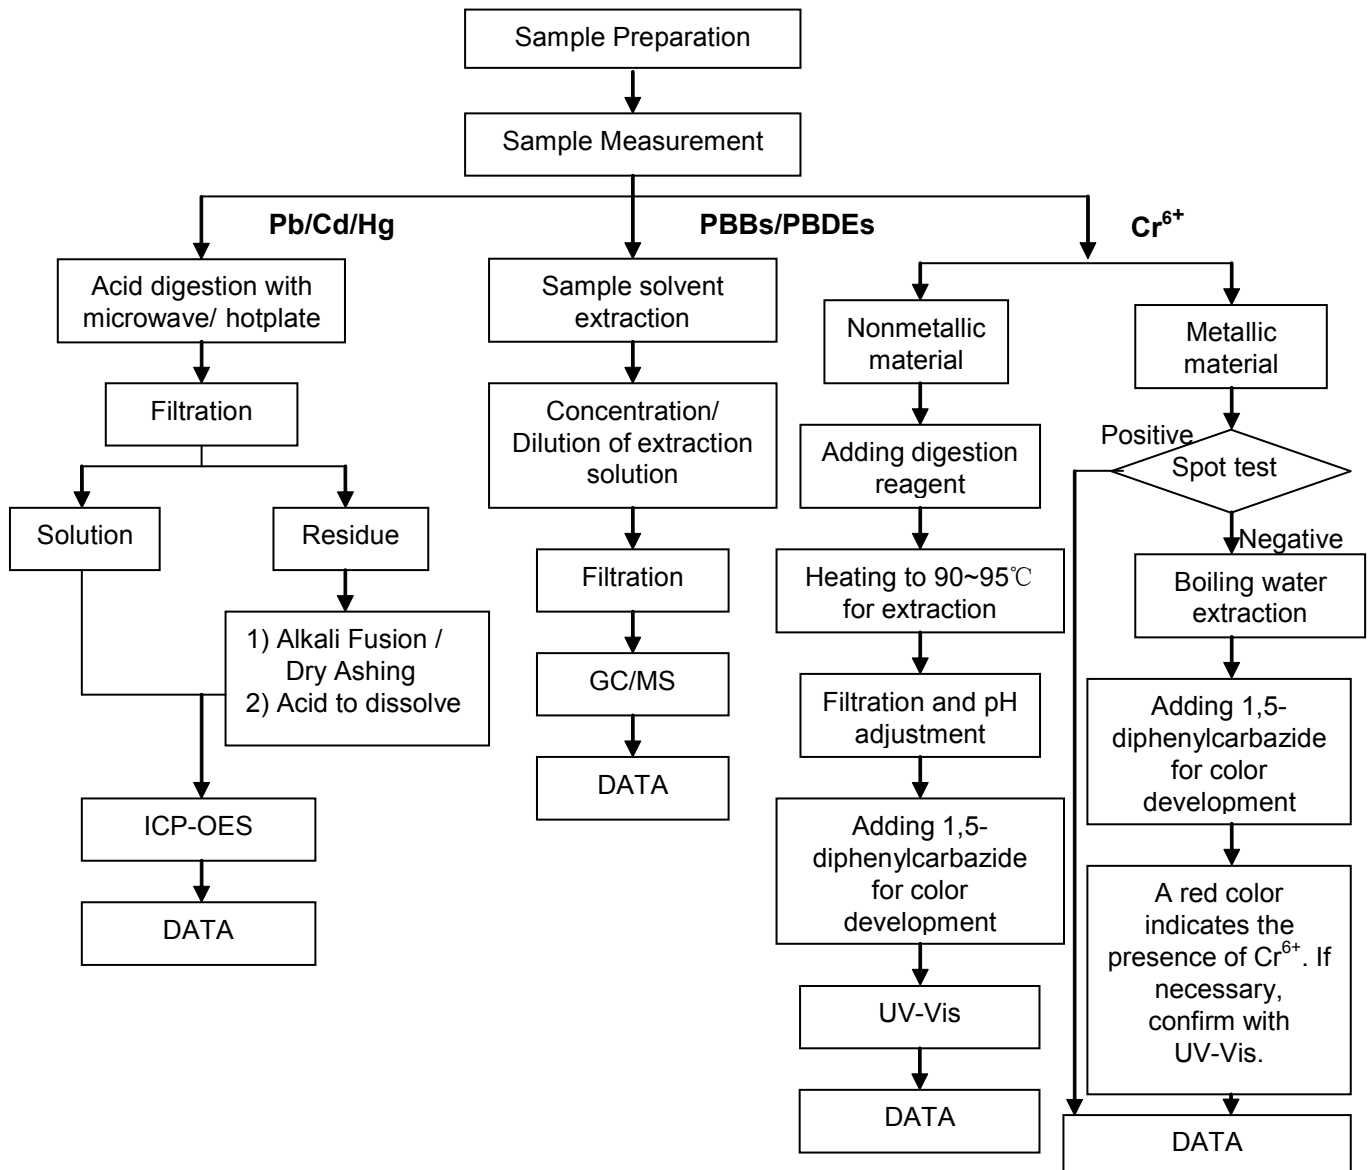 Sample Preparation
Sample Measurement
Pb/Cd/Hg
PBBs/PBDEs
Cr⁶⁺
Acid digestion with
microwave/ hotplate
Filtration
Solution
Residue
1) Alkali Fusion /
Dry Ashing
2) Acid to dissolve
ICP-OES
DATA
Sample solvent
extraction
Concentration/
Dilution of extraction
solution
Filtration
GC/MS
DATA
Nonmetallic
material
Adding digestion
reagent
Heating to 90~95℃
for extraction
Filtration and pH
adjustment
Adding 1,5-
diphenylcarbazide
for color
development
UV-Vis
DATA
Metallic
material
Positive
Spot test
Negative
Boiling water
extraction
Adding 1,5-
diphenylcarbazide
for color
development
A red color
indicates the
presence of Cr⁶⁺. If
necessary,
confirm with
UV-Vis.
DATA